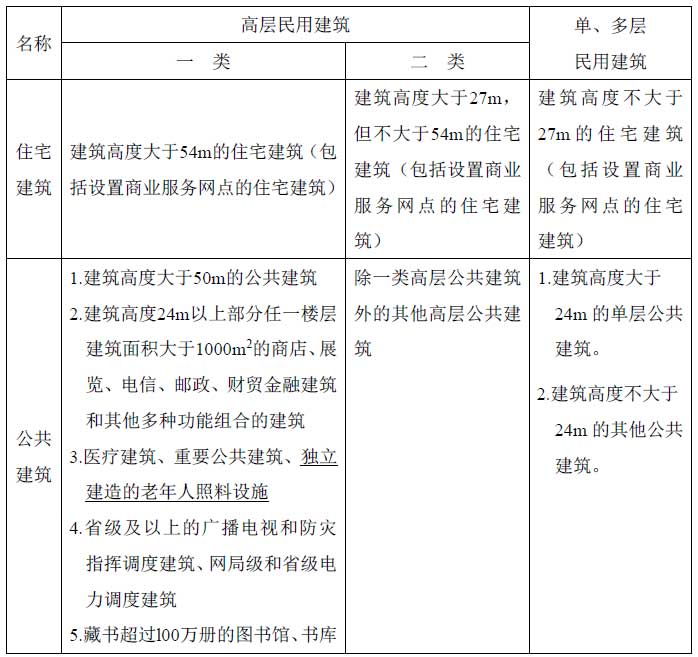 名称
高层民用建筑
一 类
二 类
单、多层
民用建筑
住宅
建筑
建筑高度大于54m的住宅建筑（包
括设置商业服务网点的住宅建筑）
建筑高度大于27m，
但不大于54m的住宅
建筑（包括设置商业
服务网点的住宅建
筑）
建筑高度不大于
27m的住宅建筑
（包括设置商业
服务网点的住宅
建筑）
公共
建筑
1.建筑高度大于50m的公共建筑
2.建筑高度24m以上部分任一楼层
建筑面积大于1000m²的商店、展
览、电信、邮政、财贸金融建筑
和其他多种功能组合的建筑
3.医疗建筑、重要公共建筑、独立
建造的老年人照料设施
4.省级及以上的广播电视和防灾
指挥调度建筑、网局级和省级电
力调度建筑
5.藏书超过100万册的图书馆、书库
除一类高层公共建筑
外的其他高层公共建
筑
1.建筑高度大于
24m 的单层公共
建筑。
2.建筑高度不大于
24m 的其他公共
建筑。